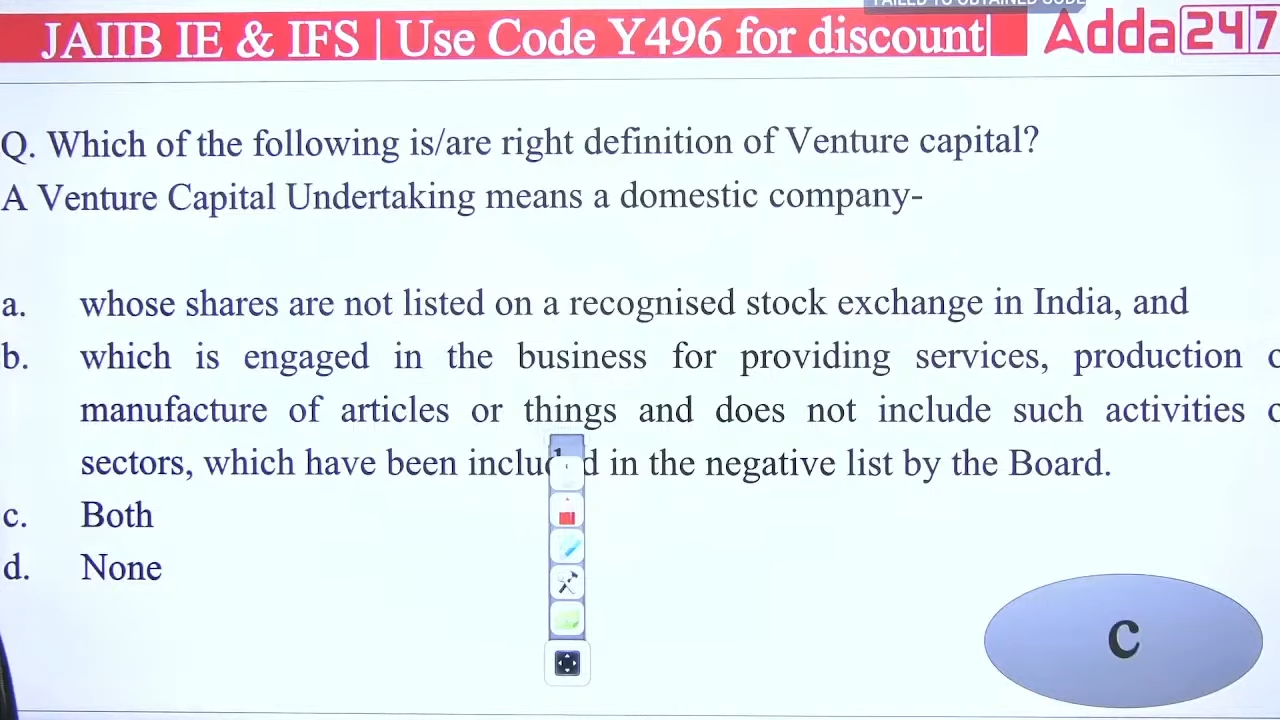 JAIIB IE & IFS | Use Code Y496 for discount
Adda247
Q. Which of the following is/are right definition of Venture capital?
A Venture Capital Undertaking means a domestic company-
a. whose shares are not listed on a recognised stock exchange in India, and
b. which is engaged in the business for providing services, production
manufacture of articles or things and does not include such activities
sectors, which have been included in the negative list by the Board.
c. Both
d. None
c